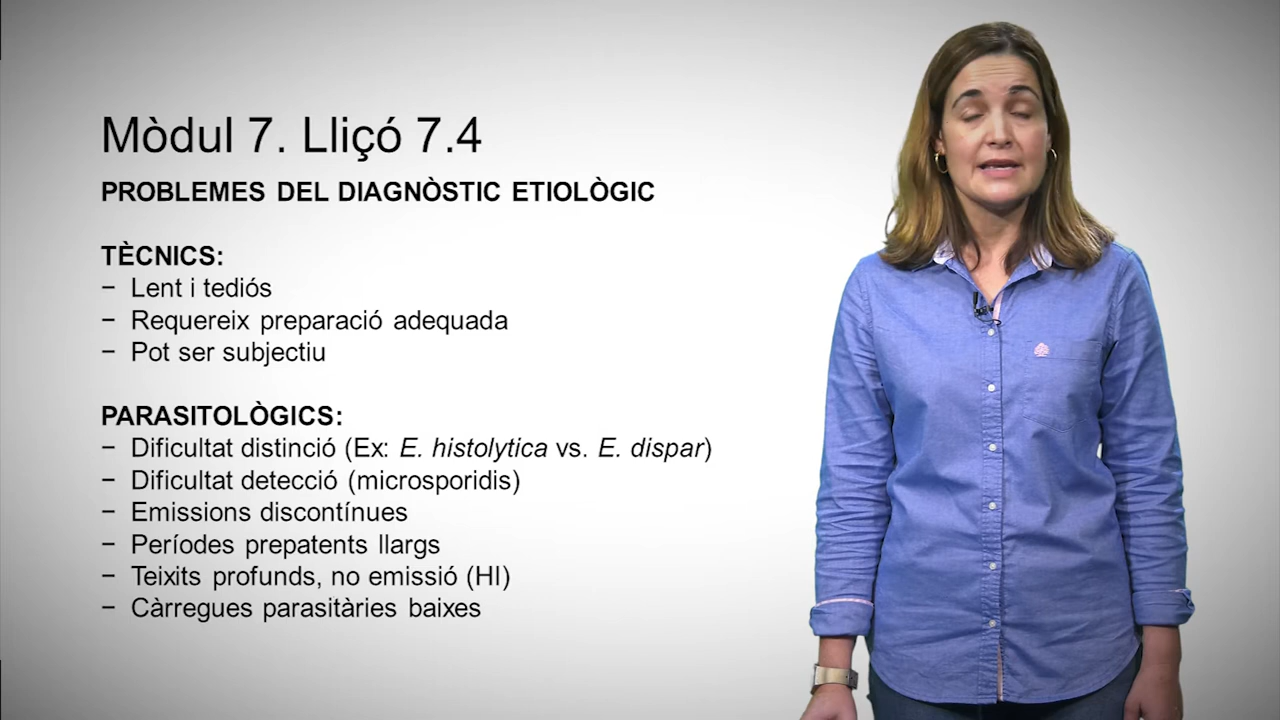 Mòdul 7. Lliçó 7.4
PROBLEMES DEL DIAGNÒSTIC ETIOLÒGIC
TÈCNICS:
− Lent i tediós
− Requereix preparació adequada
− Pot ser subjectiu
PARASITOLÒGICS:
− Dificultat distinció (Ex: E. histolytica vs. E. dispar)
− Dificultat detecció (microsporidis)
− Emissions discontínues
− Períodes prepatents llargs
− Teixits profunds, no emissió (HI)
− Càrregues parasitàries baixes